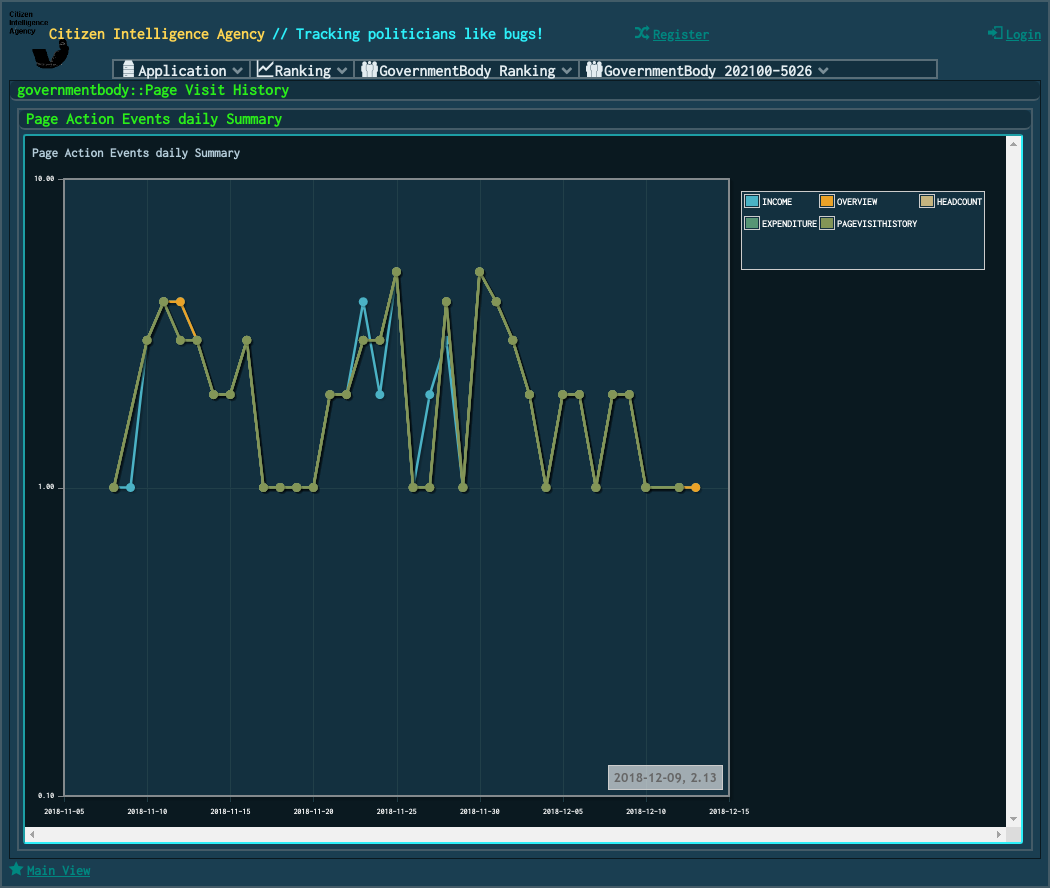 Citizen
Intelligence
Agency
Citizen Intelligence Agency // Tracking politicians like bugs!
Register
Login
Application
Ranking
GovernmentBody Ranking
GovernmentBody 202100-5026
governmentbody::Page Visit History
Page Action Events daily Summary
Page Action Events daily Summary
10.00
1.00
0.10
INCOME OVERVIEW HEADCOUNT
EXPENDITURE PAGEVISITHISTORY
2018-12-09, 2.13
2018-11-05 2018-11-10 2018-11-15 2018-11-20 2018-11-25 2018-11-30 2018-12-05 2018-12-10 2018-12-15
Main View